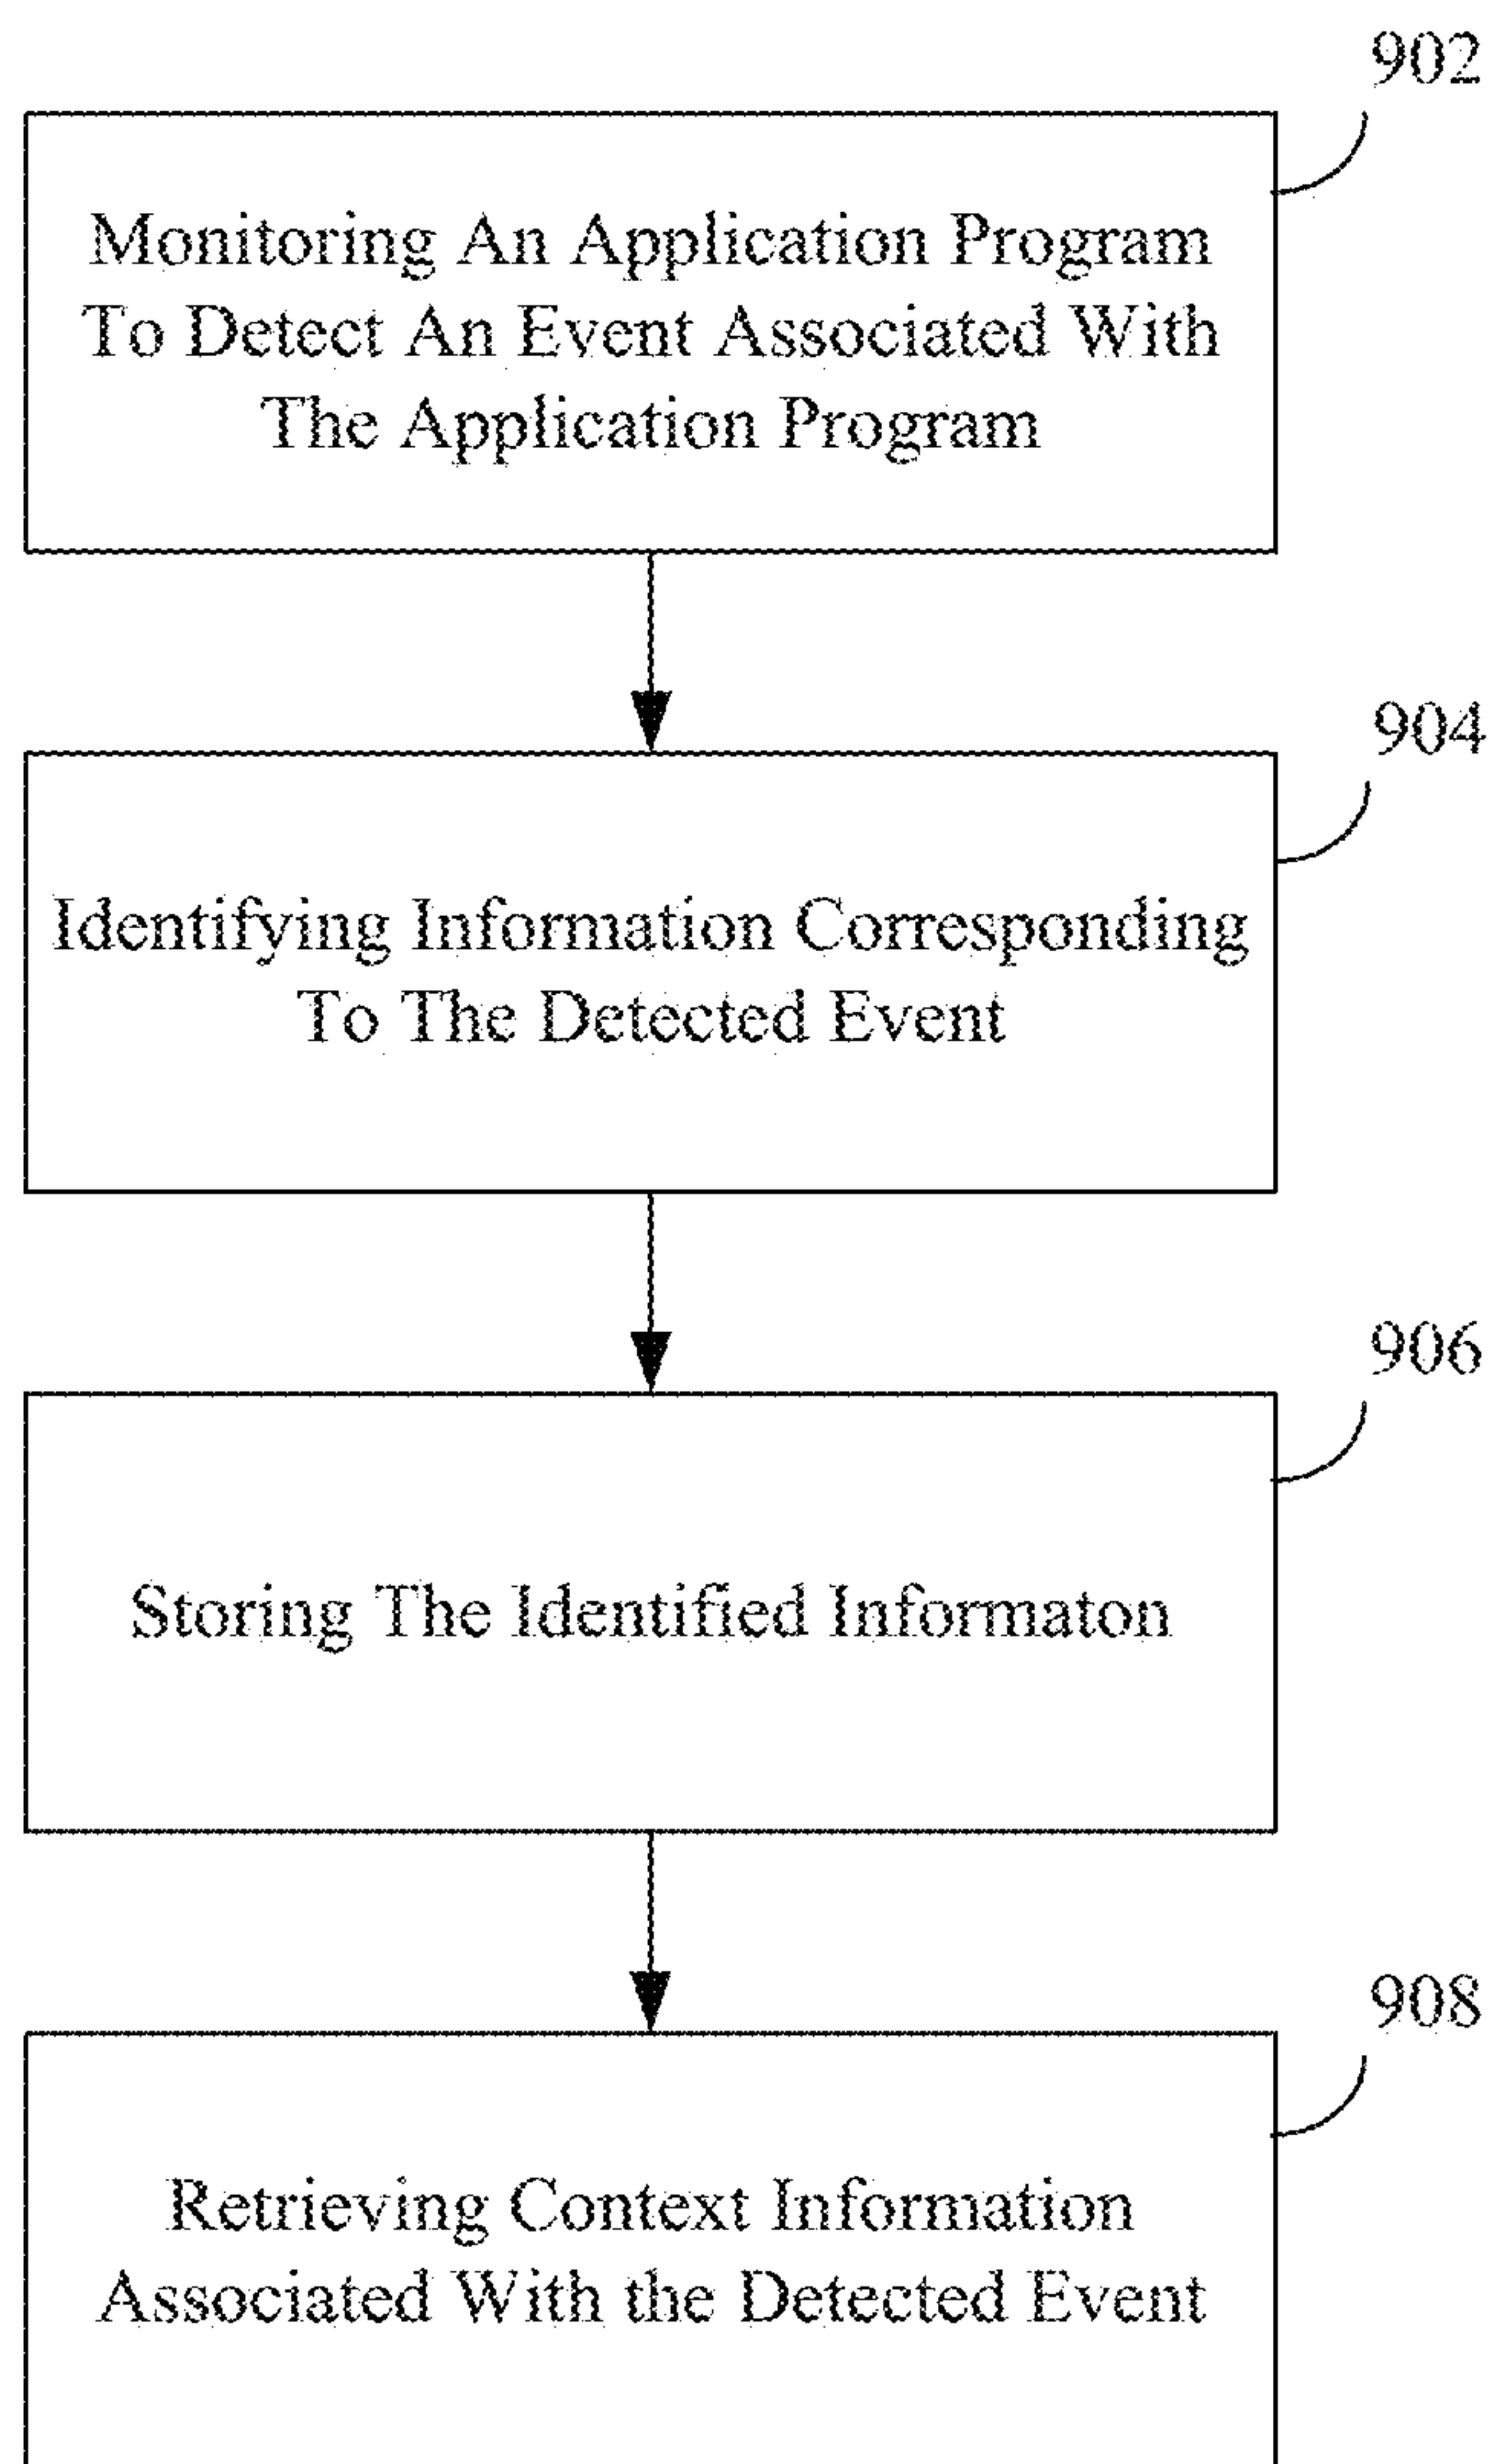 902
Monitoring An Application Program
To Detect An Event Associated With
The Application Program
904
Identifying Information Corresponding
To The Detected Event
906
Storing The Identified Informaton
908
Retrieving Context Information
Associated With the Detected Event